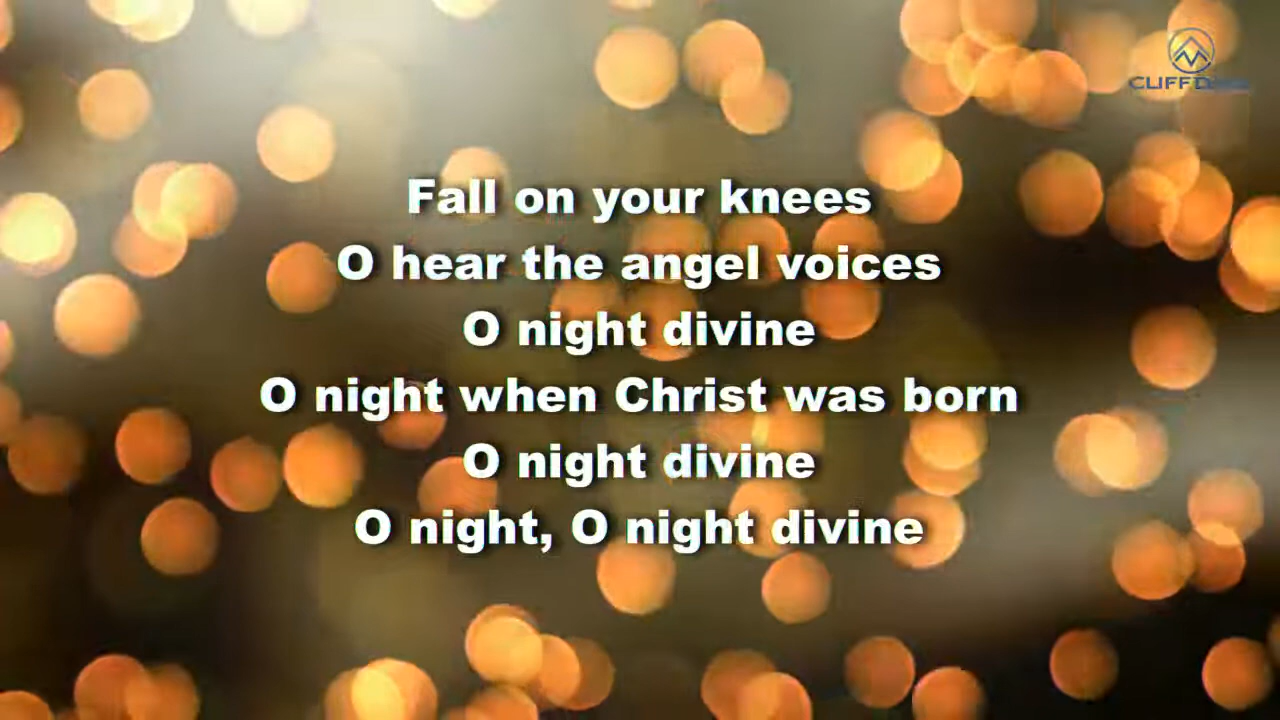 Fall on your knees
O hear the angel voices
O night divine
O night when Christ was born
O night divine
O night, O night divine